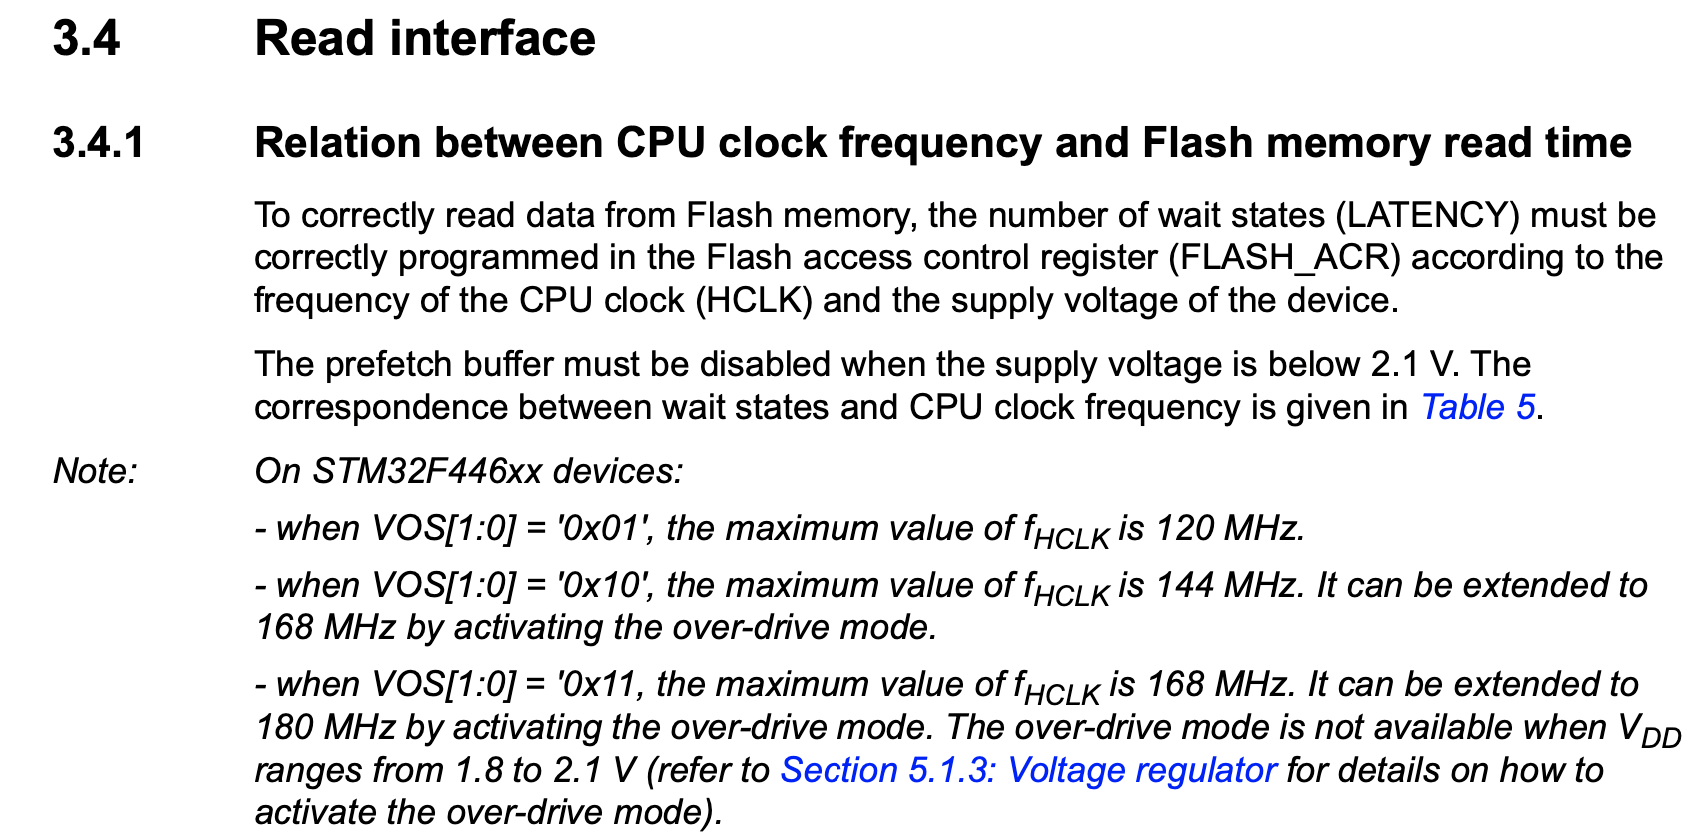 3.4 Read interface
3.4.1 Relation between CPU clock frequency and Flash memory read time
To correctly read data from Flash memory, the number of wait states (LATENCY) must be
correctly programmed in the Flash access control register (FLASH_ACR) according to the
frequency of the CPU clock (HCLK) and the supply voltage of the device.
The prefetch buffer must be disabled when the supply voltage is below 2.1 V. The
correspondence between wait states and CPU clock frequency is given in Table 5.
Note: On STM32F446xx devices:
- when VOS[1:0] = '0x01', the maximum value of fHCLK is 120 MHz.
- when VOS[1:0] = '0x10', the maximum value of fHCLK is 144 MHz. It can be extended to
168 MHz by activating the over-drive mode.
- when VOS[1:0] = '0x11, the maximum value of fHCLK is 168 MHz. It can be extended to
180 MHz by activating the over-drive mode. The over-drive mode is not available when VDD
ranges from 1.8 to 2.1 V (refer to Section 5.1.3: Voltage regulator for details on how to
activate the over-drive mode).